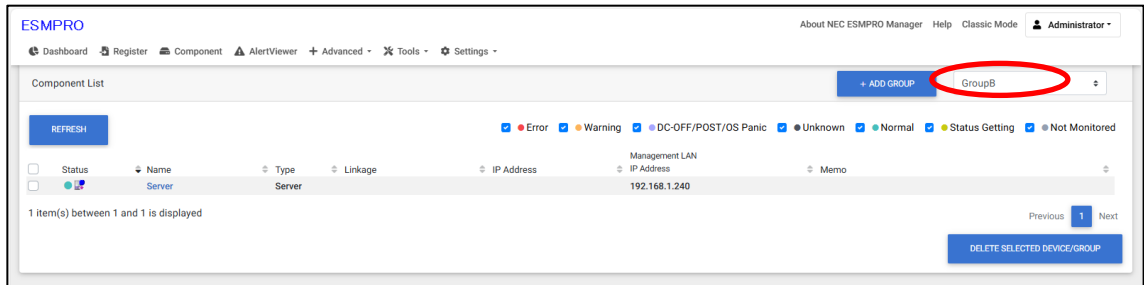 ESMPRO
About NEC ESMPRO Manager Help Classic Mode Administrator
Dashboard Register Component AlertViewer + Advanced Tools Settings
Component List
+ ADD GROUP
GroupB
REFRESH
Error Warning DC-OFF/POST/OS Panic Unknown Normal Status Getting Not Monitored
Status Name Type Linkage IP Address Management LAN IP Address Memo
Server Server 192.168.1.240
1 item(s) between 1 and 1 is displayed
Previous 1 Next
DELETE SELECTED DEVICE/GROUP